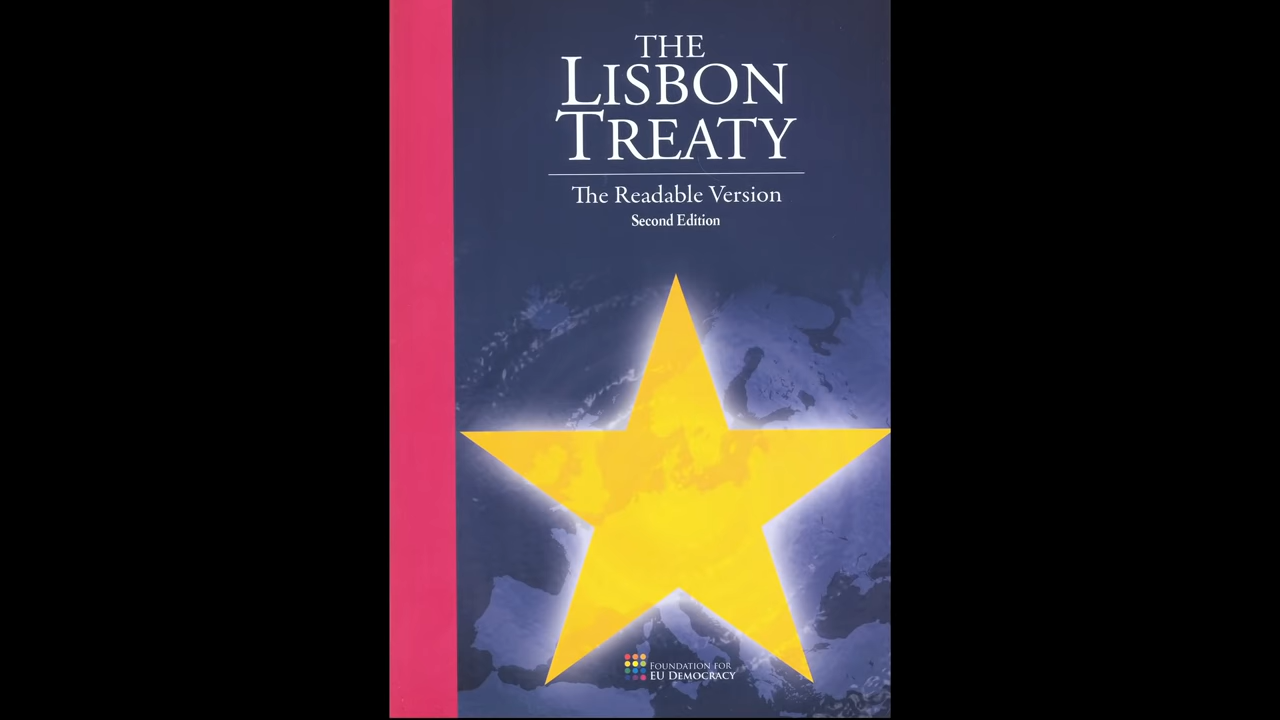 THE
LISBON
TREATY
The Readable Version
Second Edition
FOUNDATION FOR
EU DEMOCRACY